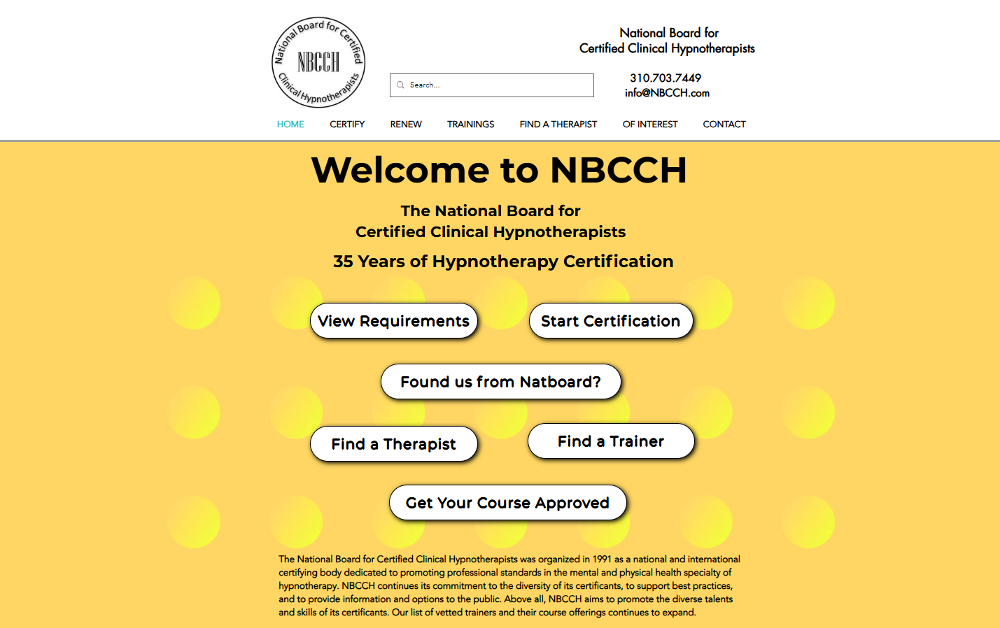 National Board for Certified
NBCCH
Clinical Hypnotherapists
National Board for
Certified Clinical Hypnotherapists
Search...
310.703.7449
info@NBCCH.com
HOME CERTIFY RENEW TRAININGS FIND A THERAPIST OF INTEREST CONTACT
Welcome to NBCCH
The National Board for
Certified Clinical Hypnotherapists
35 Years of Hypnotherapy Certification
View Requirements Start Certification
Found us from Natboard?
Find a Therapist Find a Trainer
Get Your Course Approved
The National Board for Certified Clinical Hypnotherapists was organized in 1991 as a national and international
certifying body dedicated to promoting professional standards in the mental and physical health specialty of
hypnotherapy. NBCCH continues its commitment to the diversity of its certificants, to support best practices,
and to provide information and options to the public. Above all, NBCCH aims to promote the diverse talents
and skills of its certificants. Our list of vetted trainers and their course offerings continues to expand.